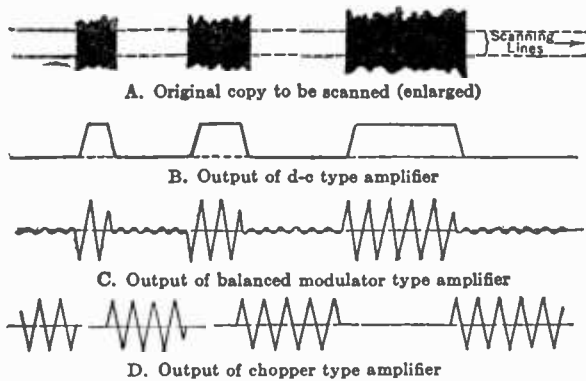 Scanning
Lines
A. Original copy to be scanned (enlarged)
B. Output of d-c type amplifier
C. Output of balanced modulator type amplifier
D. Output of chopper type amplifier